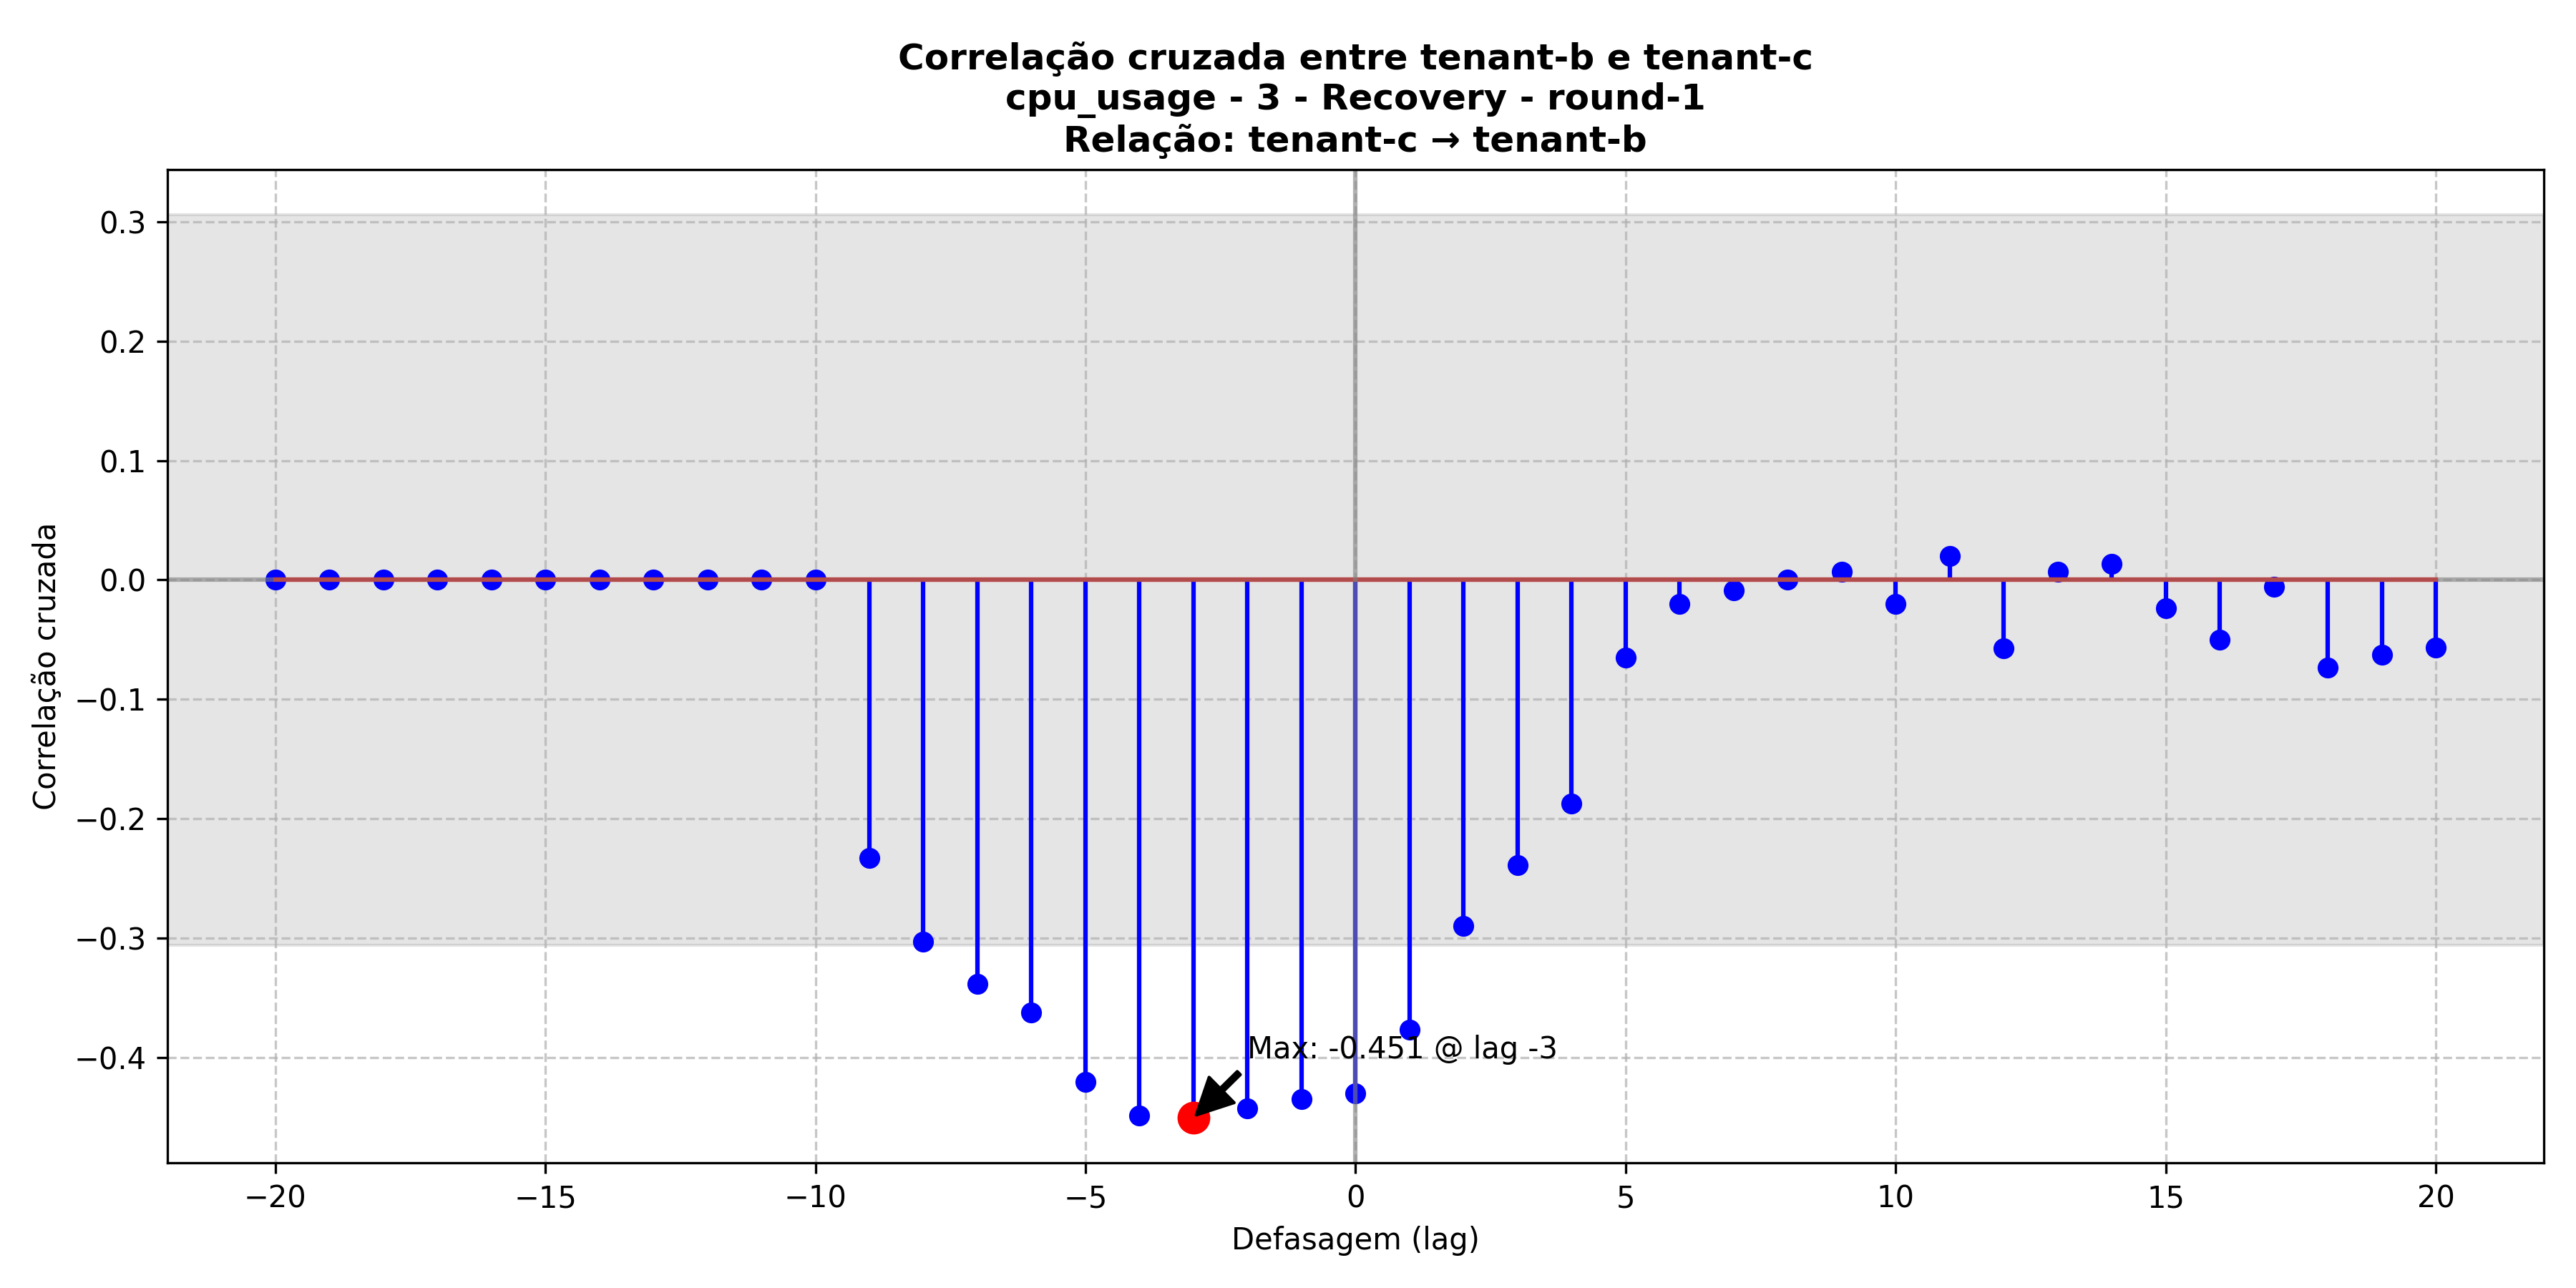 Correlação cruzada entre tenant-b e tenant-c
cpu_usage - 3 - Recovery - round-1
Relação: tenant-c → tenant-b
Correlação cruzada
0.3
0.2
0.1
0.0
−0.1
−0.2
−0.3
−0.4
Max: -0.451 @ lag -3
−20
−15
−10
−5
0
5
10
15
20
Defasagem (lag)